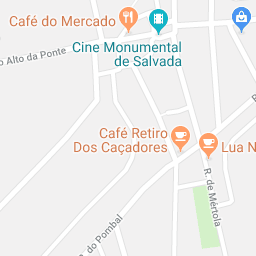 Café do Mercado
Cine Monumental
de Salvada
Alto da Ponte
Café Retiro
Dos Caçadores
Lua N
R. de Mértola
do Pombal